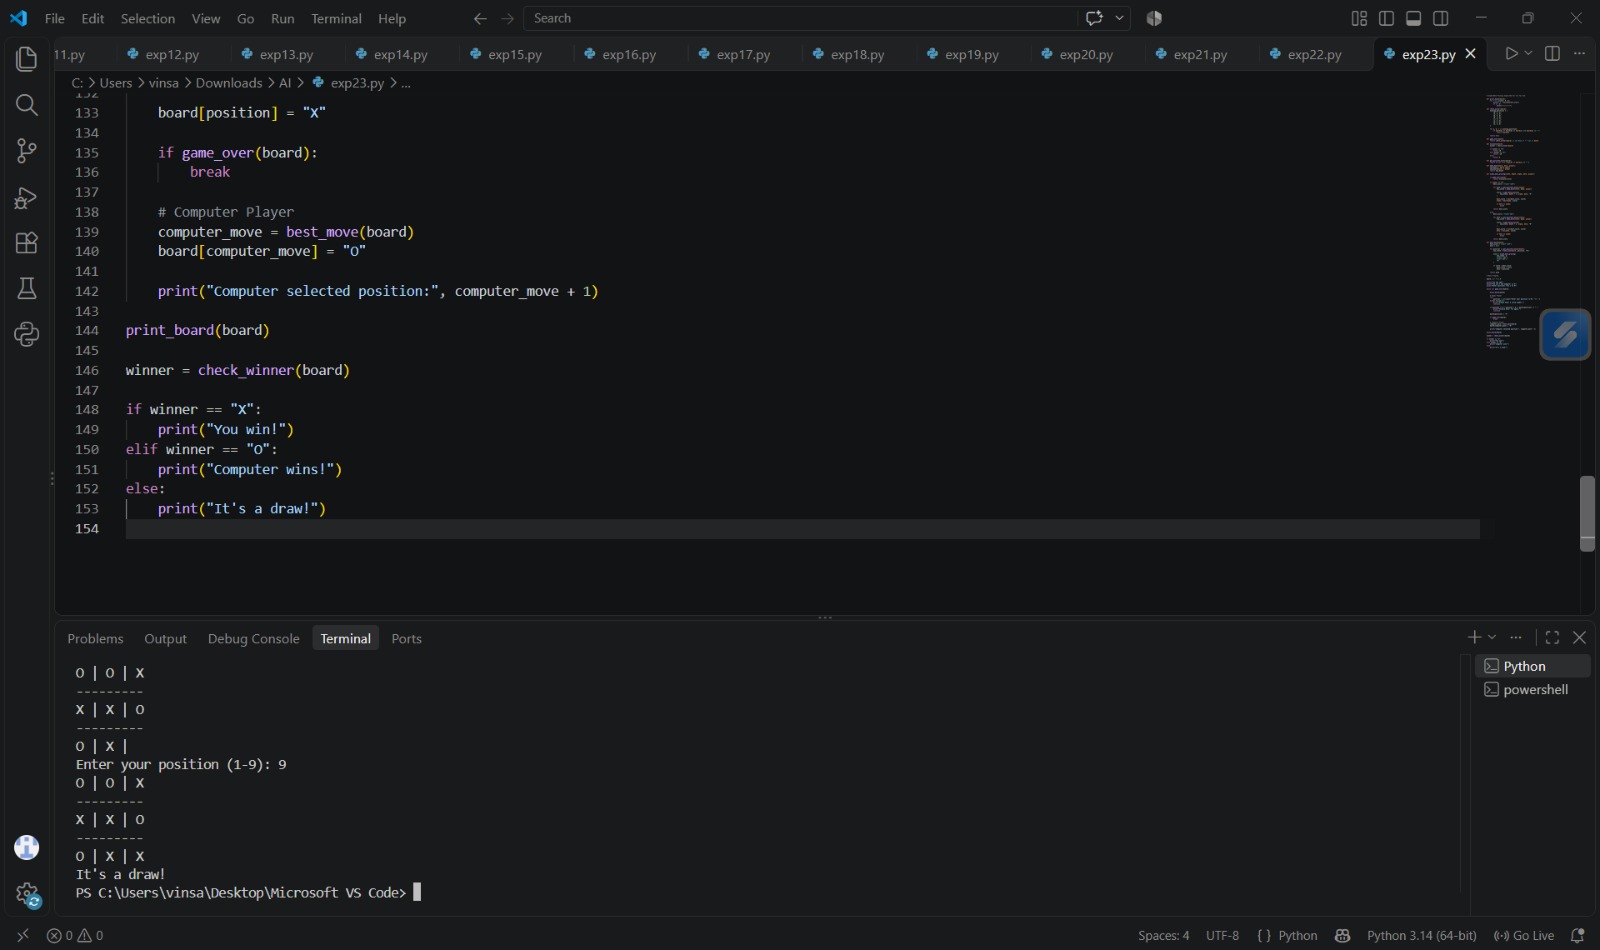 File Edit Selection View Go Run Terminal Help Search
11.py exp12.py exp13.py exp14.py exp15.py exp16.py exp17.py exp18.py exp19.py exp20.py exp21.py exp22.py exp23.py
C: > Users > vinsa > Downloads > AI > exp23.py > ...
132
133 board[position] = "X"
134
135 if game_over(board):
136 break
137
138 # Computer Player
139 computer_move = best_move(board)
140 board[computer_move] = "O"
141
142 print("Computer selected position:", computer_move + 1)
143
144 print_board(board)
145
146 winner = check_winner(board)
147
148 if winner == "X":
149 print("You win!")
150 elif winner == "O":
151 print("Computer wins!")
152 else:
153 print("It's a draw!")
154
Problems Output Debug Console Terminal Ports
O | O | X
---------
X | X | O
---------
O | X |
Enter your position (1-9): 9
O | O | X
---------
X | X | O
---------
O | X | X
It's a draw!
PS C:\Users\vinsa\Desktop\Microsoft VS Code>
Python
powershell
0 0 Spaces: 4 UTF-8 { } Python Python 3.14 (64-bit) Go Live